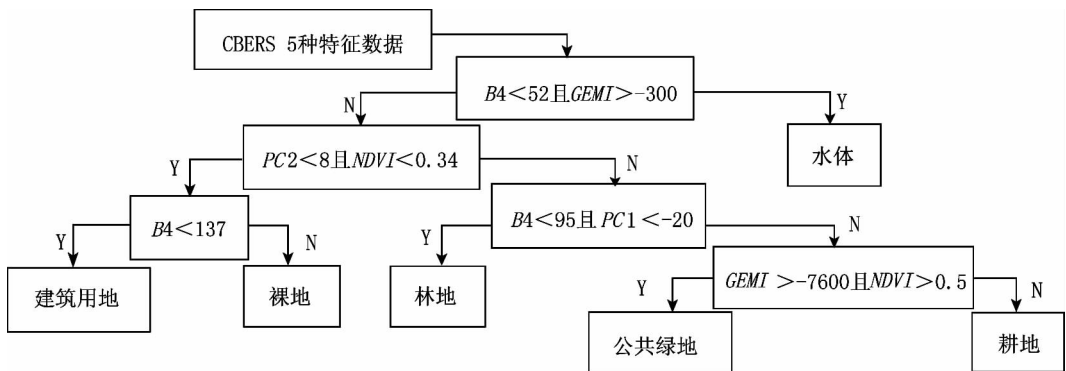 CBERS 5种特征数据
B4<52且GEMI>-300
N
Y
PC2<8且NDVI<0.34
水体
Y
N
B4<137
B4<95且PC1<-20
Y
N
Y
N
建筑用地
裸地
林地
GEMI>-7600且NDVI>0.5
Y
N
公共绿地
耕地